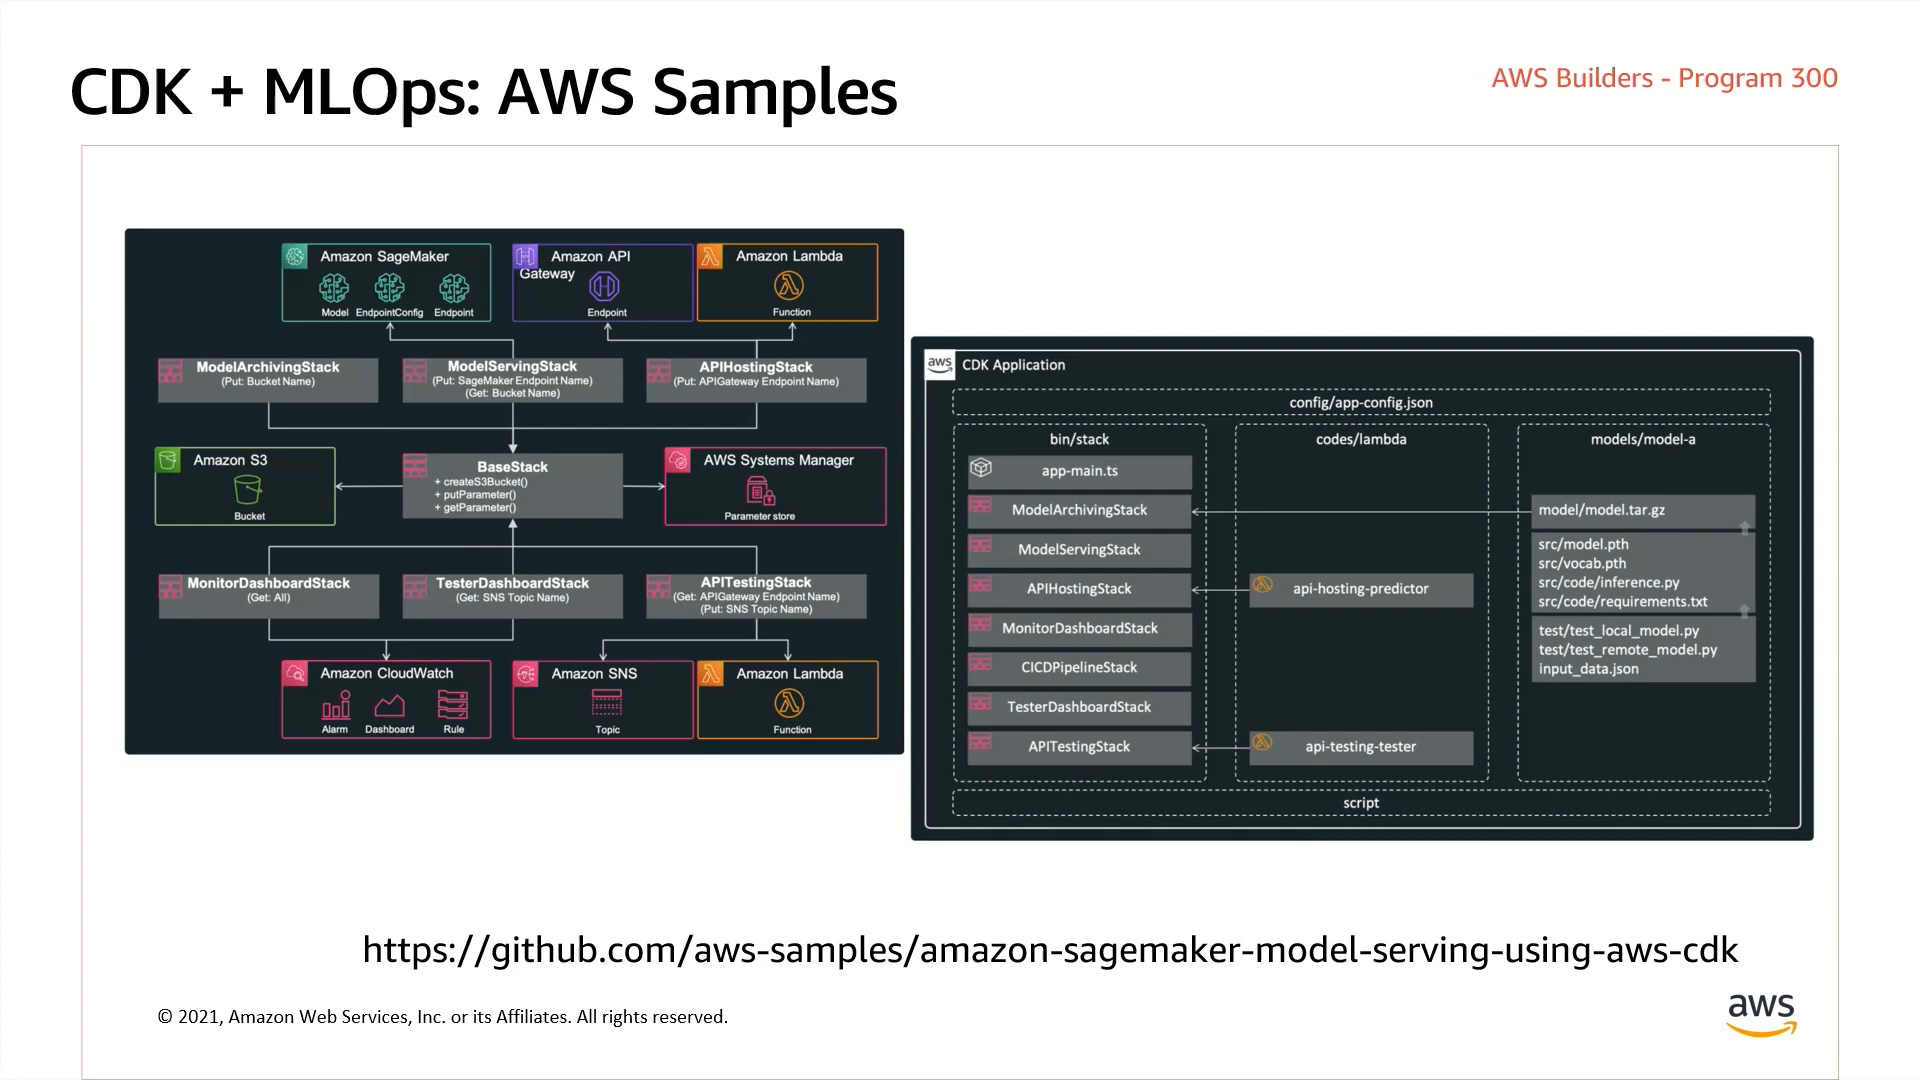 CDK + MLOps: AWS Samples
AWS Builders - Program 300
Amazon SageMaker
Model EndpointConfig Endpoint
Amazon API
Gateway
Endpoint
Amazon Lambda
Function
ModelArchivingStack
(Put: Bucket Name)
ModelServingStack
(Put: SageMaker Endpoint Name)
(Get: Bucket Name)
APIHostingStack
(Put: APIGateway Endpoint Name)
Amazon S3
Bucket
BaseStack
+ createS3Bucket()
+ putParameter()
+ getParameter()
AWS Systems Manager
Parameter store
MonitorDashboardStack
(Get: All)
TesterDashboardStack
(Get: SNS Topic Name)
APITestingStack
(Get: APIGateway Endpoint Name)
(Put: SNS Topic Name)
Amazon CloudWatch
Alarm Dashboard Rule
Amazon SNS
Topic
Amazon Lambda
Function
aws
CDK Application
config/app-config.json
bin/stack
app-main.ts
ModelArchivingStack
ModelServingStack
APIHostingStack
MonitorDashboardStack
CICDPipelineStack
TesterDashboardStack
APITestingStack
codes/lambda
api-hosting-predictor
api-testing-tester
models/model-a
model/model.tar.gz
src/model.pth
src/vocab.pth
src/code/inference.py
src/code/requirements.txt
test/test_local_model.py
test/test_remote_model.py
input_data.json
script
https://github.com/aws-samples/amazon-sagemaker-model-serving-using-aws-cdk
© 2021, Amazon Web Services, Inc. or its Affiliates. All rights reserved.
aws